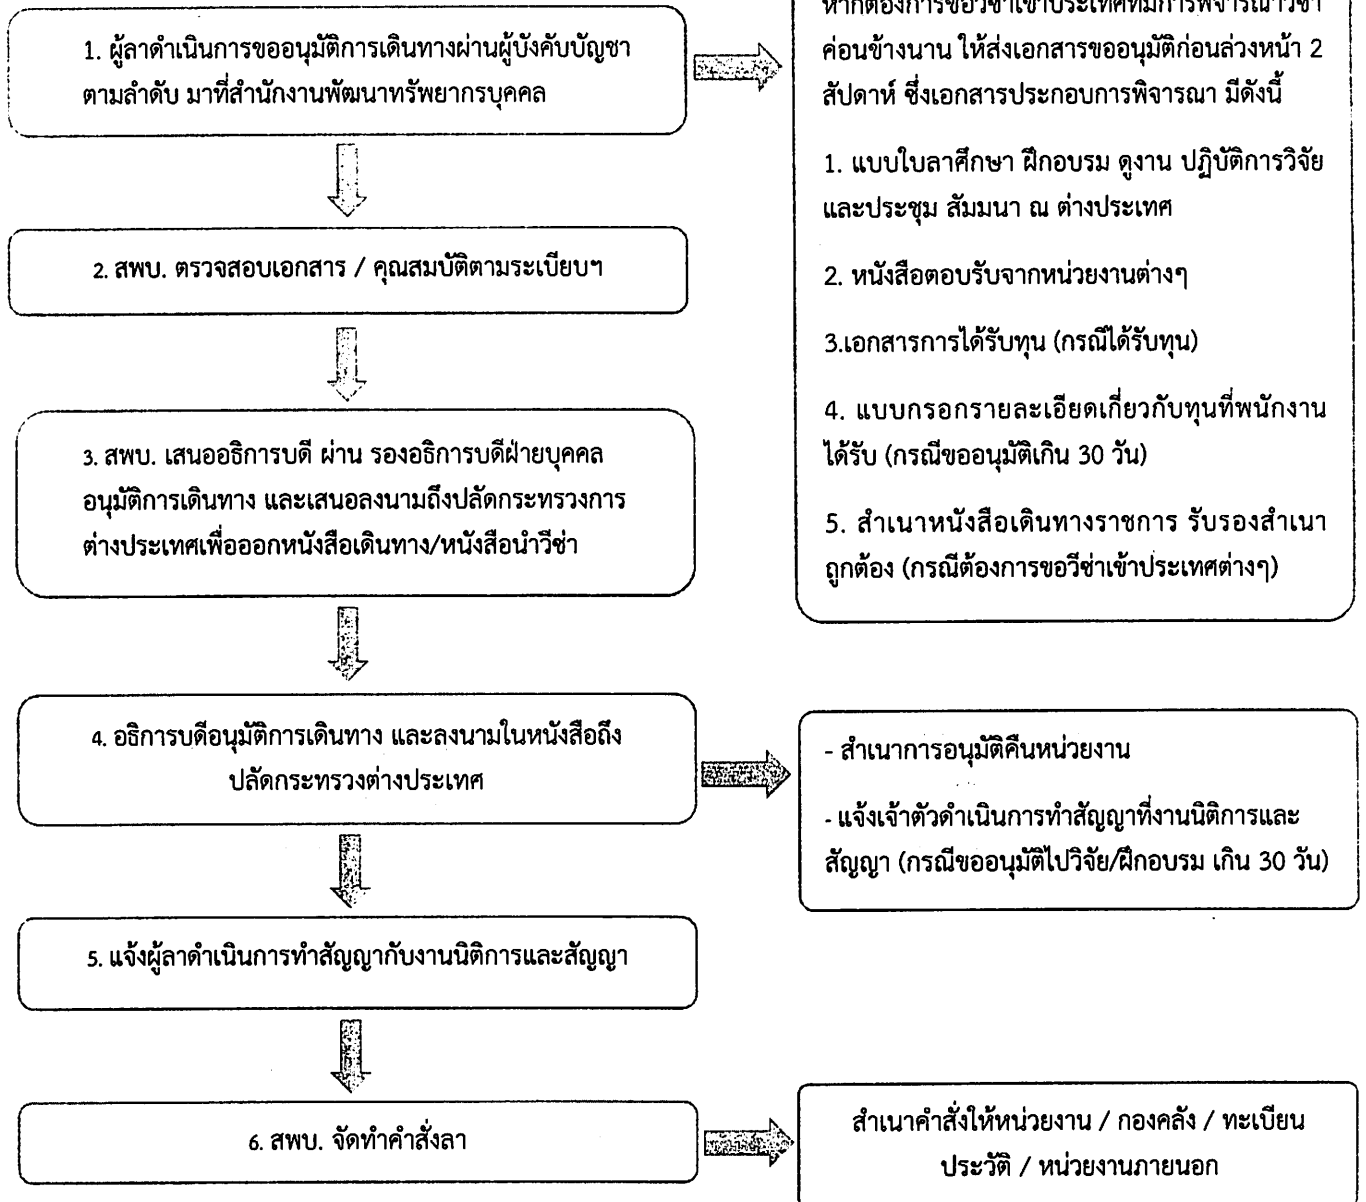 1. ผู้ลาดำเนินการขออนุมัติการเดินทางผ่านผู้บังคับบัญชา
ตามลำดับ มาที่สำนักงานพัฒนาทรัพยากรบุคคล
หากต้องการขอวีซ่าเข้าประเทศที่มีการพิจารณาวีซ่า
ค่อนข้างนาน ให้ส่งเอกสารขออนุมัติก่อนล่วงหน้า 2
สัปดาห์ ซึ่งเอกสารประกอบการพิจารณา มีดังนี้
1. แบบใบลาศึกษา ฝึกอบรม ดูงาน ปฏิบัติการวิจัย
และประชุม สัมมนา ณ ต่างประเทศ
2. หนังสือตอบรับจากหน่วยงานต่างๆ
3.เอกสารการได้รับทุน (กรณีได้รับทุน)
4. แบบกรอกรายละเอียดเกี่ยวกับทุนที่พนักงาน
ได้รับ (กรณีขออนุมัติเกิน 30 วัน)
5. สำเนาหนังสือเดินทางราชการ รับรองสำเนา
ถูกต้อง (กรณีต้องการขอวีซ่าเข้าประเทศต่างๆ)
2. สพบ. ตรวจสอบเอกสาร / คุณสมบัติตามระเบียบฯ
3. สพบ. เสนออธิการบดี ผ่าน รองอธิการบดีฝ่ายบุคคล
อนุมัติการเดินทาง และเสนอลงนามถึงปลัดกระทรวงการ
ต่างประเทศเพื่อออกหนังสือเดินทาง/หนังสือนำวีซ่า
4. อธิการบดีอนุมัติการเดินทาง และลงนามในหนังสือถึง
ปลัดกระทรวงต่างประเทศ
- สำเนาการอนุมัติคืนหน่วยงาน
- แจ้งเจ้าตัวดำเนินการทำสัญญาที่งานนิติการและ
สัญญา (กรณีขออนุมัติไปวิจัย/ฝึกอบรม เกิน 30 วัน)
5. แจ้งผู้ลาดำเนินการทำสัญญากับงานนิติการและสัญญา
6. สพบ. จัดทำคำสั่งลา
สำเนาคำสั่งให้หน่วยงาน / กองคลัง / ทะเบียน
ประวัติ / หน่วยงานภายนอก